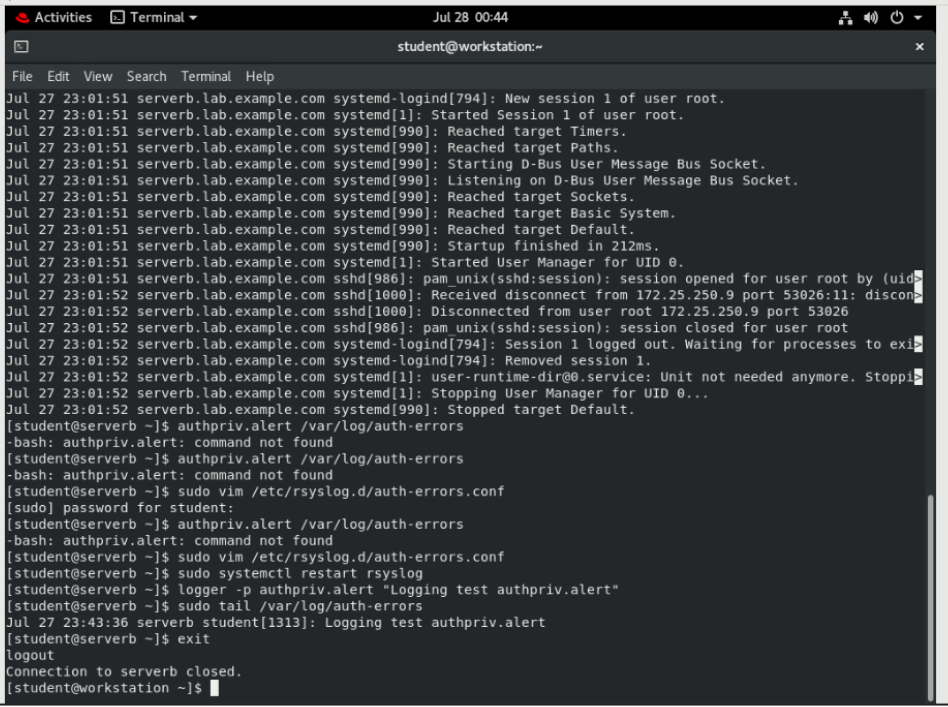 Activities Terminal Jul 28 00:44
student@workstation:~ ×
File Edit View Search Terminal Help
Jul 27 23:01:51 serverb.lab.example.com systemd-logind[794]: New session 1 of user root.
Jul 27 23:01:51 serverb.lab.example.com systemd[1]: Started Session 1 of user root.
Jul 27 23:01:51 serverb.lab.example.com systemd[990]: Reached target Timers.
Jul 27 23:01:51 serverb.lab.example.com systemd[990]: Reached target Paths.
Jul 27 23:01:51 serverb.lab.example.com systemd[990]: Starting D-Bus User Message Bus Socket.
Jul 27 23:01:51 serverb.lab.example.com systemd[990]: Listening on D-Bus User Message Bus Socket.
Jul 27 23:01:51 serverb.lab.example.com systemd[990]: Reached target Sockets.
Jul 27 23:01:51 serverb.lab.example.com systemd[990]: Reached target Basic System.
Jul 27 23:01:51 serverb.lab.example.com systemd[990]: Reached target Default.
Jul 27 23:01:51 serverb.lab.example.com systemd[990]: Startup finished in 212ms.
Jul 27 23:01:51 serverb.lab.example.com systemd[1]: Started User Manager for UID 0.
Jul 27 23:01:51 serverb.lab.example.com sshd[986]: pam_unix(sshd:session): session opened for user root by (uid>
Jul 27 23:01:52 serverb.lab.example.com sshd[1000]: Received disconnect from 172.25.250.9 port 53026:11: discon>
Jul 27 23:01:52 serverb.lab.example.com sshd[1000]: Disconnected from user root 172.25.250.9 port 53026
Jul 27 23:01:52 serverb.lab.example.com sshd[986]: pam_unix(sshd:session): session closed for user root
Jul 27 23:01:52 serverb.lab.example.com systemd-logind[794]: Session 1 logged out. Waiting for processes to exi>
Jul 27 23:01:52 serverb.lab.example.com systemd-logind[794]: Removed session 1.
Jul 27 23:01:52 serverb.lab.example.com systemd[1]: user-runtime-dir@0.service: Unit not needed anymore. Stoppi>
Jul 27 23:01:52 serverb.lab.example.com systemd[1]: Stopping User Manager for UID 0...
Jul 27 23:01:52 serverb.lab.example.com systemd[990]: Stopped target Default.
[student@serverb ~]$ authpriv.alert /var/log/auth-errors
-bash: authpriv.alert: command not found
[student@serverb ~]$ authpriv.alert /var/log/auth-errors
-bash: authpriv.alert: command not found
[student@serverb ~]$ sudo vim /etc/rsyslog.d/auth-errors.conf
[sudo] password for student:
[student@serverb ~]$ authpriv.alert /var/log/auth-errors
-bash: authpriv.alert: command not found
[student@serverb ~]$ sudo vim /etc/rsyslog.d/auth-errors.conf
[student@serverb ~]$ sudo systemctl restart rsyslog
[student@serverb ~]$ logger -p authpriv.alert "Logging test authpriv.alert"
[student@serverb ~]$ sudo tail /var/log/auth-errors
Jul 27 23:43:36 serverb student[1313]: Logging test authpriv.alert
[student@serverb ~]$ exit
logout
Connection to serverb closed.
[student@workstation ~]$